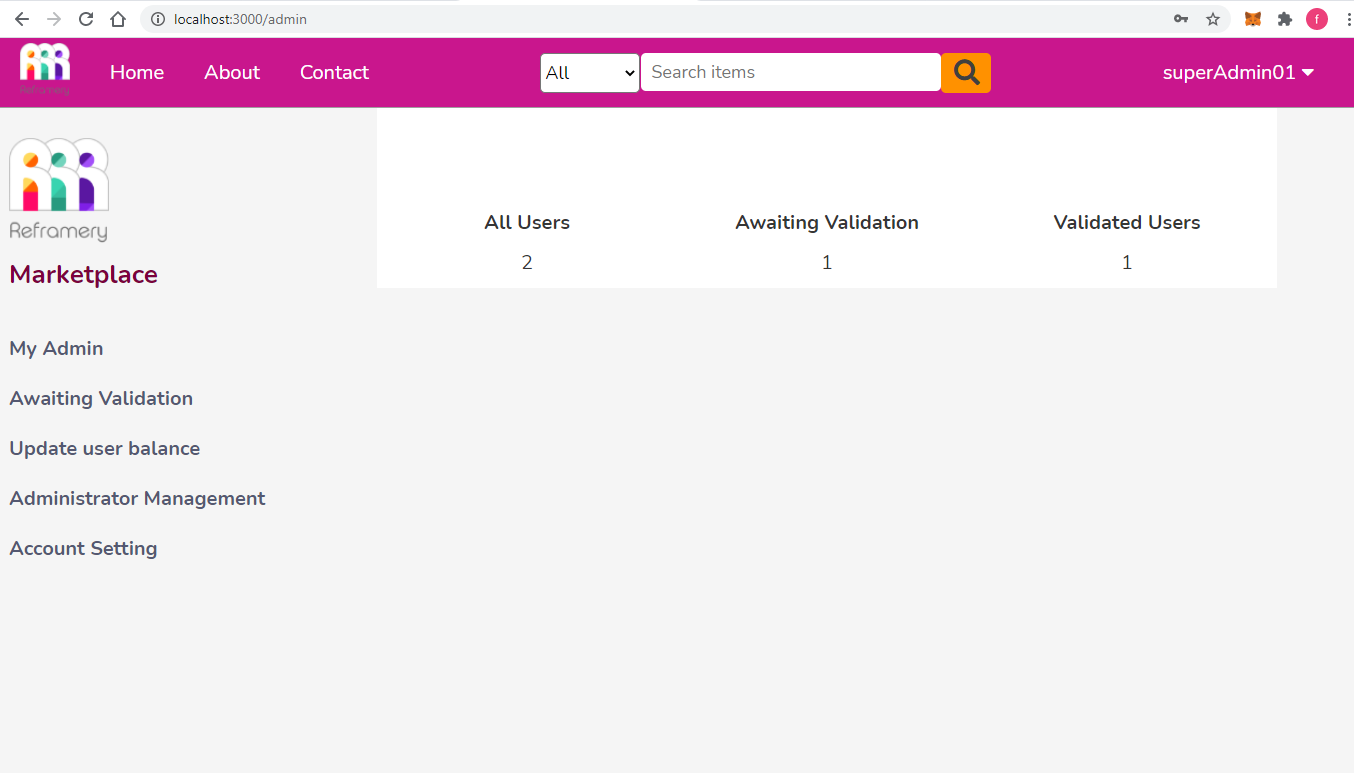 localhost:3000/admin
f
Reframery
Home About Contact All Search items superAdmin01
Reframery
Marketplace
All Users Awaiting Validation Validated Users
2 1 1
My Admin
Awaiting Validation
Update user balance
Administrator Management
Account Setting